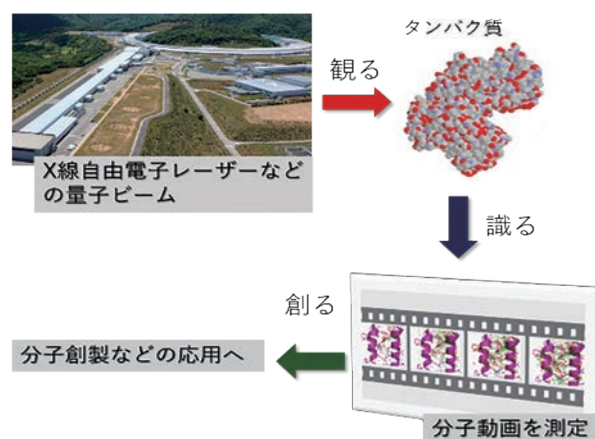 タンパク質
観る
X線自由電子レーザーなど
の量子ビーム
識る
創る
分子創製などの応用へ
分子動画を測定